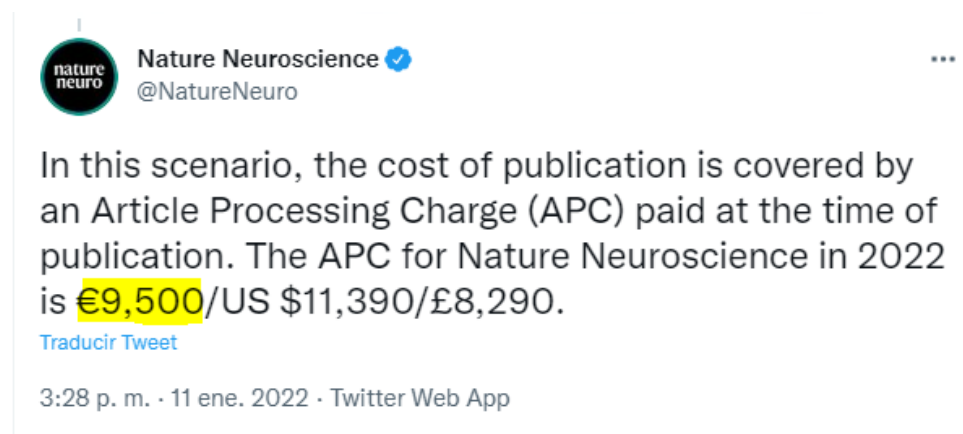 nature
neuro
Nature Neuroscience
@NatureNeuro
In this scenario, the cost of publication is covered by
an Article Processing Charge (APC) paid at the time of
publication. The APC for Nature Neuroscience in 2022
is €9,500/US $11,390/£8,290.
Traducir Tweet
3:28 p. m. · 11 ene. 2022 · Twitter Web App